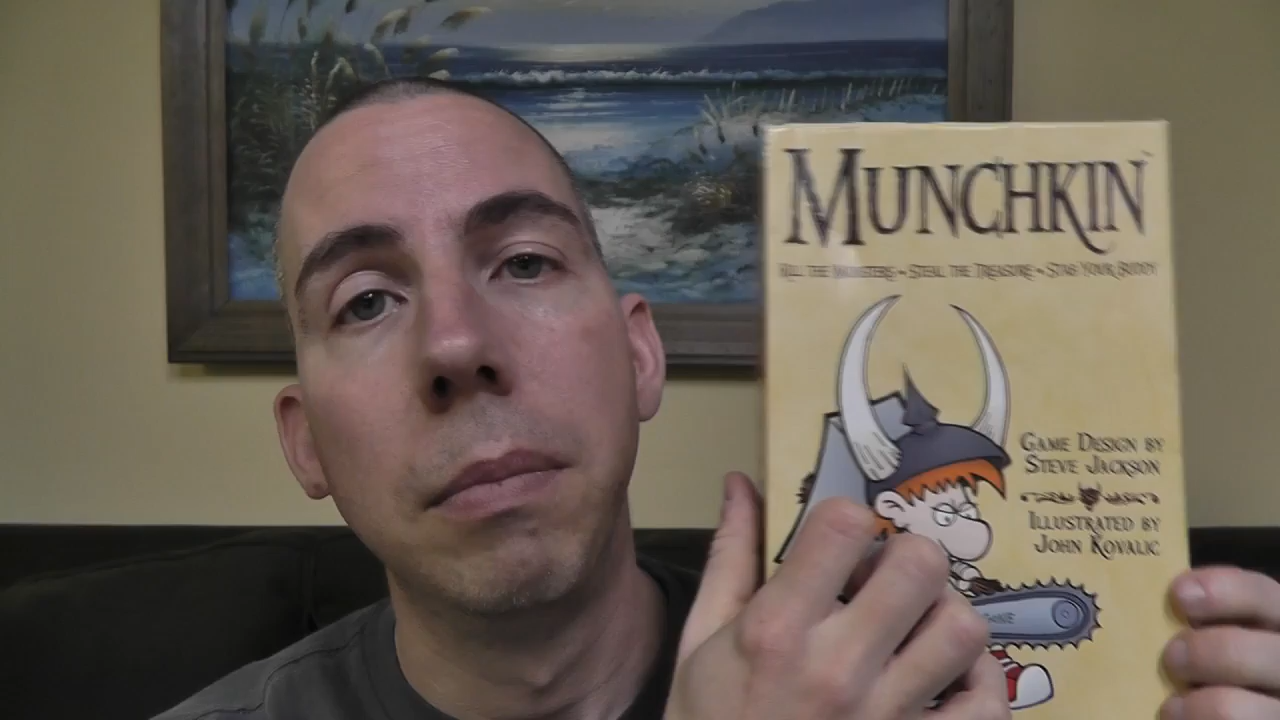 MUNCHKIN
KILL THE MONSTERS • STEAL THE TREASURE • STAB YOUR BUDDY
GAME DESIGN BY
STEVE JACKSON
ILLUSTRATED BY
JOHN KOVALIC